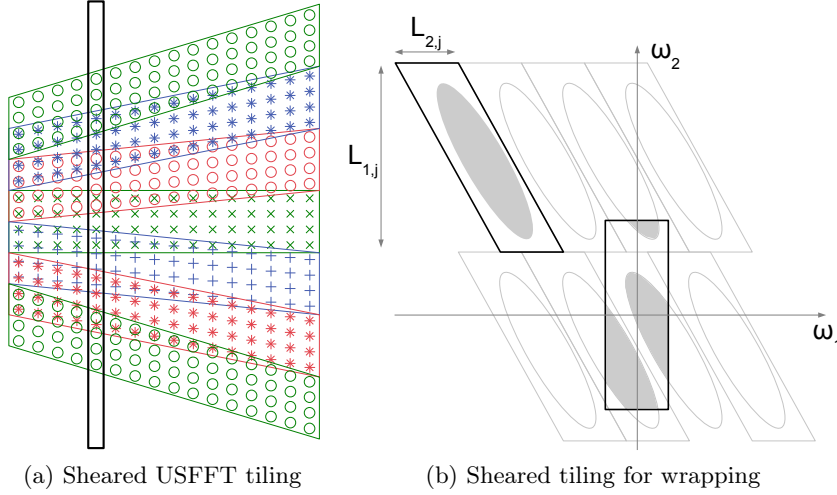 L2,j
ω2
L1,j
ω1
(a) Sheared USFFT tiling
(b) Sheared tiling for wrapping